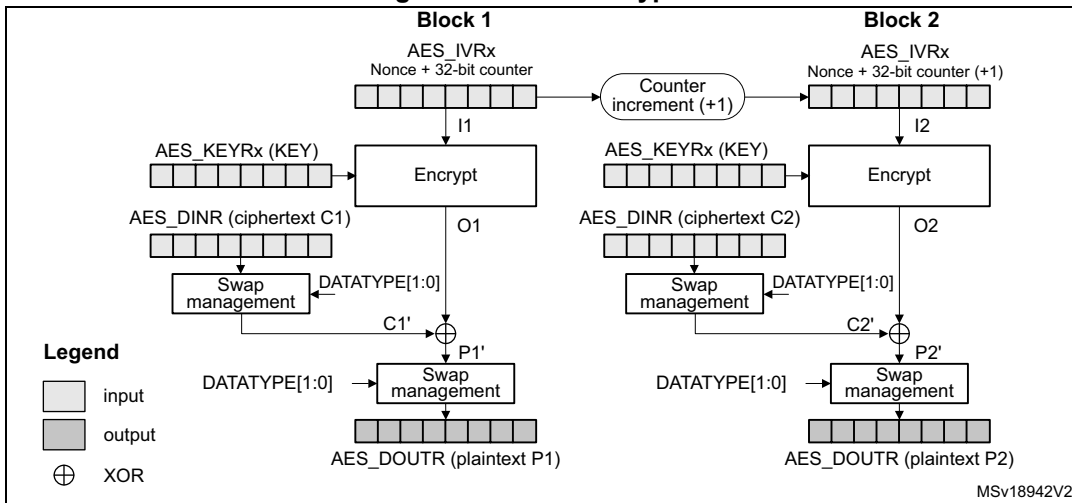 Block 1
Block 2
AES_IVRx
Nonce + 32-bit counter
Counter
increment (+1)
AES_IVRx
Nonce + 32-bit counter (+1)
I1
I2
AES_KEYRx (KEY)
Encrypt
AES_KEYRx (KEY)
Encrypt
AES_DINR (ciphertext C1)
O1
AES_DINR (ciphertext C2)
O2
Swap
management
DATATYPE[1:0]
Swap
management
DATATYPE[1:0]
C1'
C2'
Legend
P1'
P2'
input
DATATYPE[1:0]
Swap
management
DATATYPE[1:0]
Swap
management
output
XOR
AES_DOUTR (plaintext P1)
AES_DOUTR (plaintext P2)
MSv18942V2